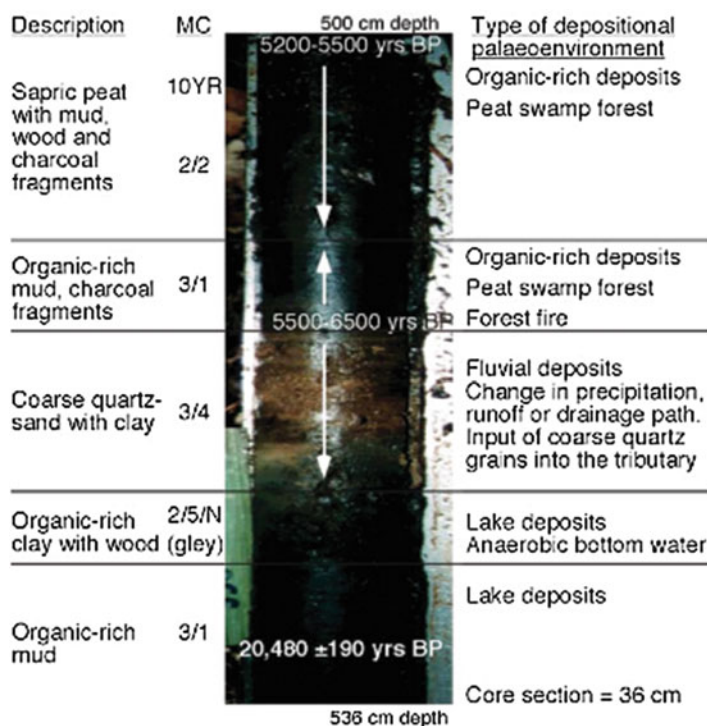 Description
MC
500 cm depth
Type of depositional
palaeoenvironment
5200-5500 yrs BP
Sapric peat
with mud,
wood and
charcoal
fragments
10YR
2/2
Organic-rich deposits
Peat swamp forest
Organic-rich
mud, charcoal
fragments
3/1
5500-6500 yrs BP
Organic-rich deposits
Peat swamp forest
Forest fire
Coarse quartz-
sand with clay
3/4
Fluvial deposits
Change in precipitation,
runoff or drainage path.
Input of coarse quartz
grains into the tributary
Organic-rich
clay with wood
2/5/N
(gley)
Lake deposits
Anaerobic bottom water
Organic-rich
mud
3/1
20,480 ±190 yrs BP
Lake deposits
Core section = 36 cm
536 cm depth